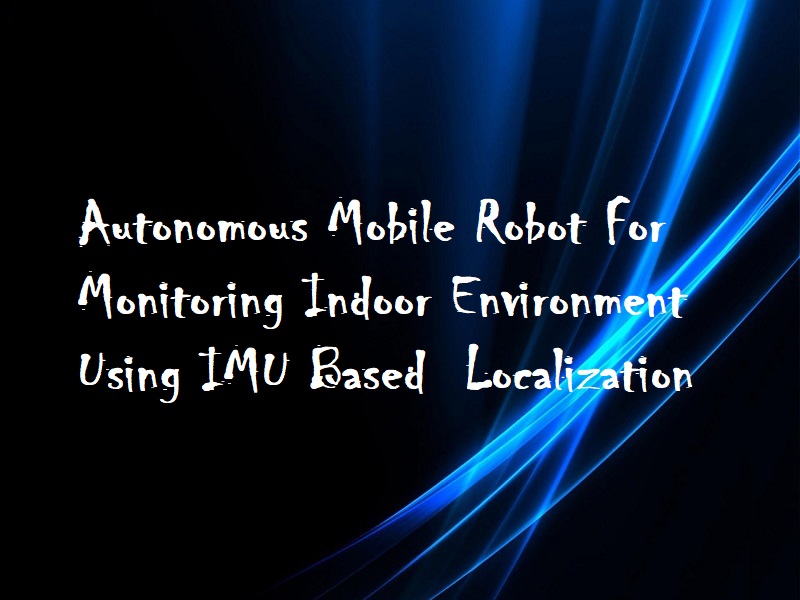 Autonomous Mobile Robot For
Monitoring Indoor Environment
Using IMU Based Localization